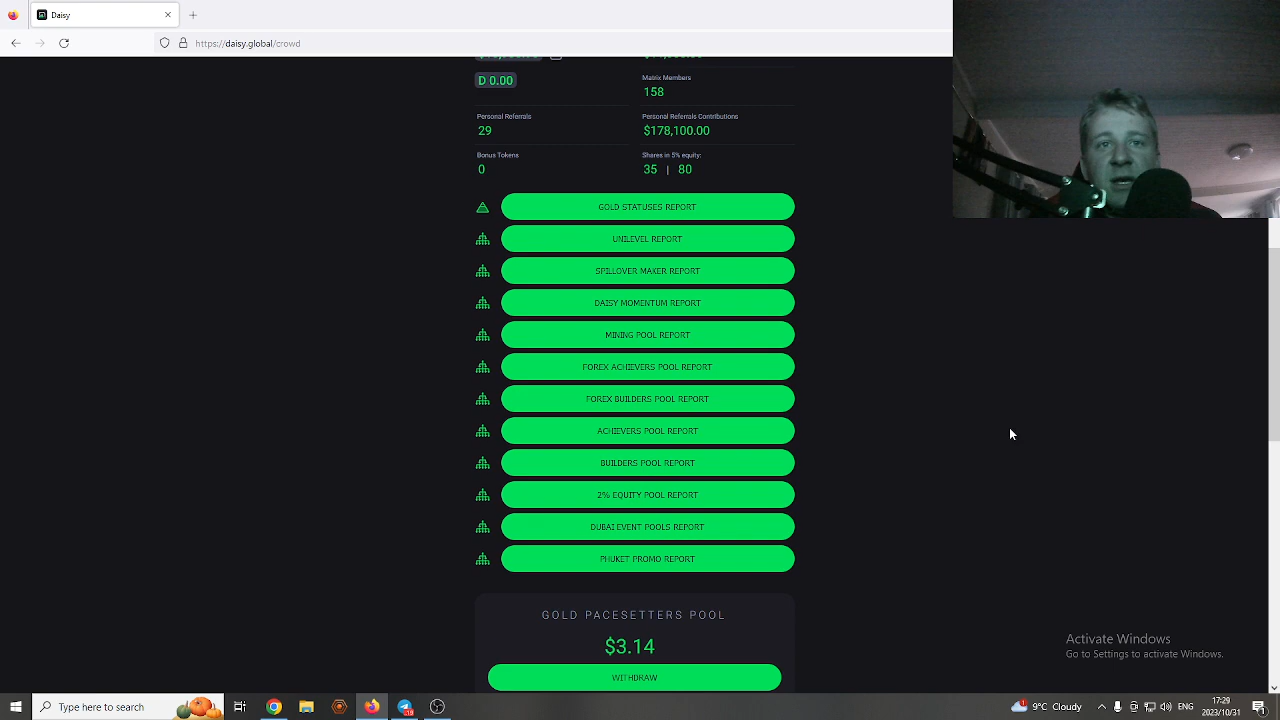 Daisy
https://daisy.global/crowd
D 0.00
Matrix Members
158
Personal Referrals
29
Personal Referrals Contributions
$178,100.00
Bonus Tokens
0
Shares in 5% equity:
35 | 80
GOLD STATUSES REPORT
UNILEVEL REPORT
SPILLOVER MAKER REPORT
DAISY MOMENTUM REPORT
MINING POOL REPORT
FOREX ACHIEVERS POOL REPORT
FOREX BUILDERS POOL REPORT
ACHIEVERS POOL REPORT
BUILDERS POOL REPORT
2% EQUITY POOL REPORT
DUBAI EVENT POOLS REPORT
PHUKET PROMO REPORT
GOLD PACESETTERS POOL
$3.14
WITHDRAW
Activate Windows
Go to Settings to activate Windows.
Type here to search
9°C
ENG
17:29
2022/10/31